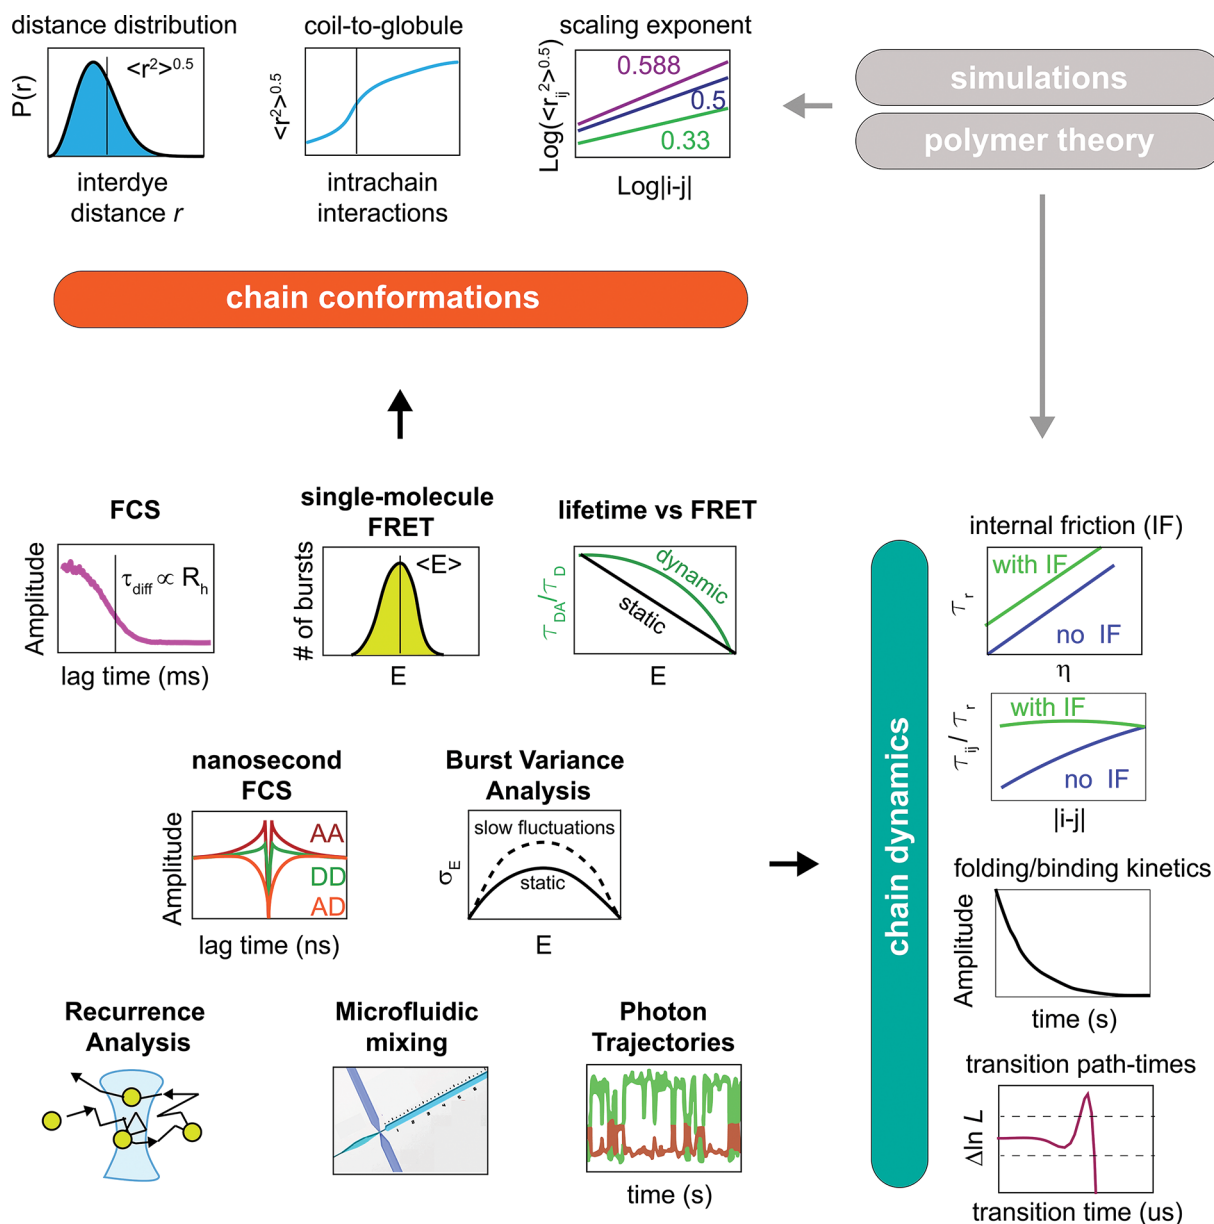 distance distribution
P(r)
<r²>⁰·⁵
interdye
distance r
coil-to-globule
<r²>⁰·⁵
intrachain
interactions
scaling exponent
Log(<r_ij²>⁰·⁵)
0.588
0.5
0.33
Log|i-j|
simulations
polymer theory
chain conformations
FCS
Amplitude
τ_diff ∝ R_h
lag time (ms)
single-molecule
FRET
# of bursts
<E>
E
lifetime vs FRET
τ_DA/τ_D
dynamic
static
E
nanosecond
FCS
Amplitude
AA
DD
AD
lag time (ns)
Burst Variance
Analysis
σ_E
slow fluctuations
static
E
Recurrence
Analysis
Microfluidic
mixing
Photon
Trajectories
time (s)
chain dynamics
internal friction (IF)
τ_r
with IF
no IF
η
τ_ij/τ_r
with IF
no IF
|i-j|
folding/binding kinetics
Amplitude
time (s)
transition path-times
Δln L
transition time (us)